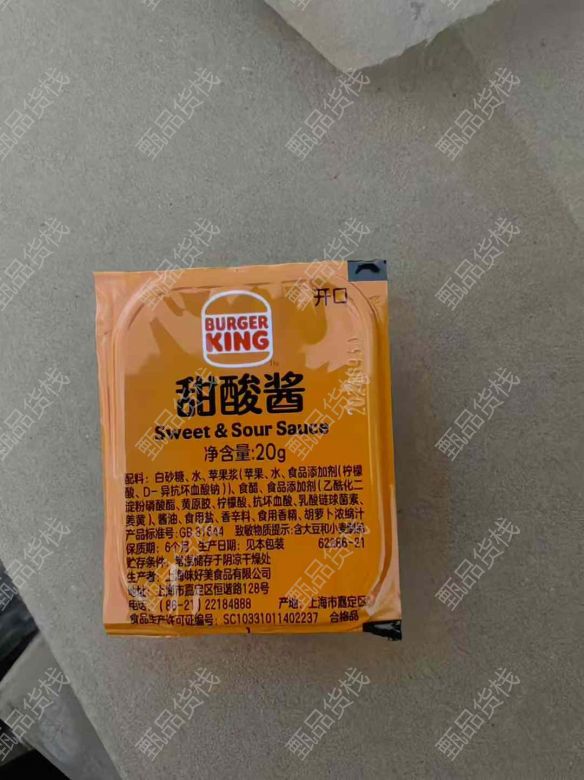 开口
BURGER
KING
甜酸酱
Sweet & Sour Sauce
净含量:20g
配料: 白砂糖、水、苹果浆(苹果、水、食品添加剂(柠檬
酸、D-异抗坏血酸钠))、食醋、食品添加剂(乙酰化二
淀粉磷酸酯、黄原胶、柠檬酸、抗坏血酸、乳酸链球菌素、
姜黄)、酱油、食用盐、香辛料、食用香精、胡萝卜浓缩汁
产品标准号:GB 31644 致敏物质提示:含大豆和小麦制品
保质期: 6个月 生产日期: 见本包装 62286-21
贮存条件: 常温储存于阴凉干燥处
生产者: 上海味好美食品有限公司
地址: 上海市嘉定区恒谐路128号
电话: (86-21) 22184888 产地: 上海市嘉定区
食品生产许可证编号: SC10331011402237 合格品
甄品货栈